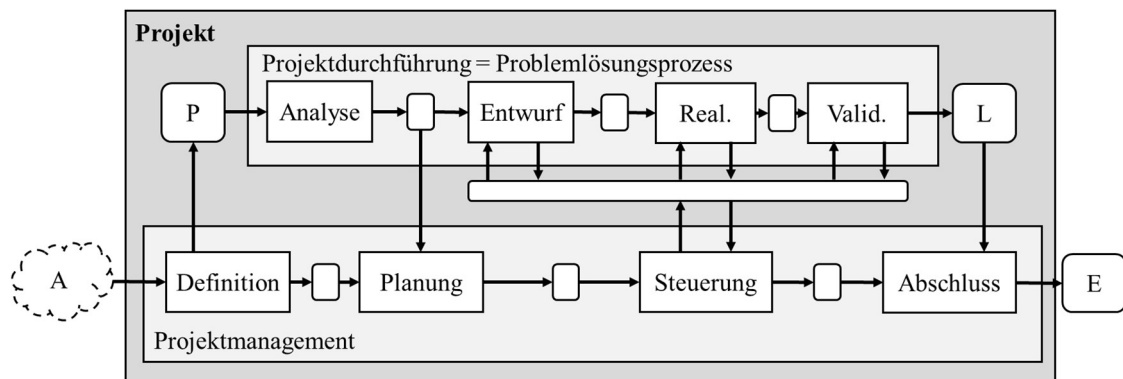 Projekt
Projektdurchführung = Problemlösungsprozess
P
Analyse
Entwurf
Real.
Valid.
L
A
Definition
Planung
Steuerung
Abschluss
E
Projektmanagement